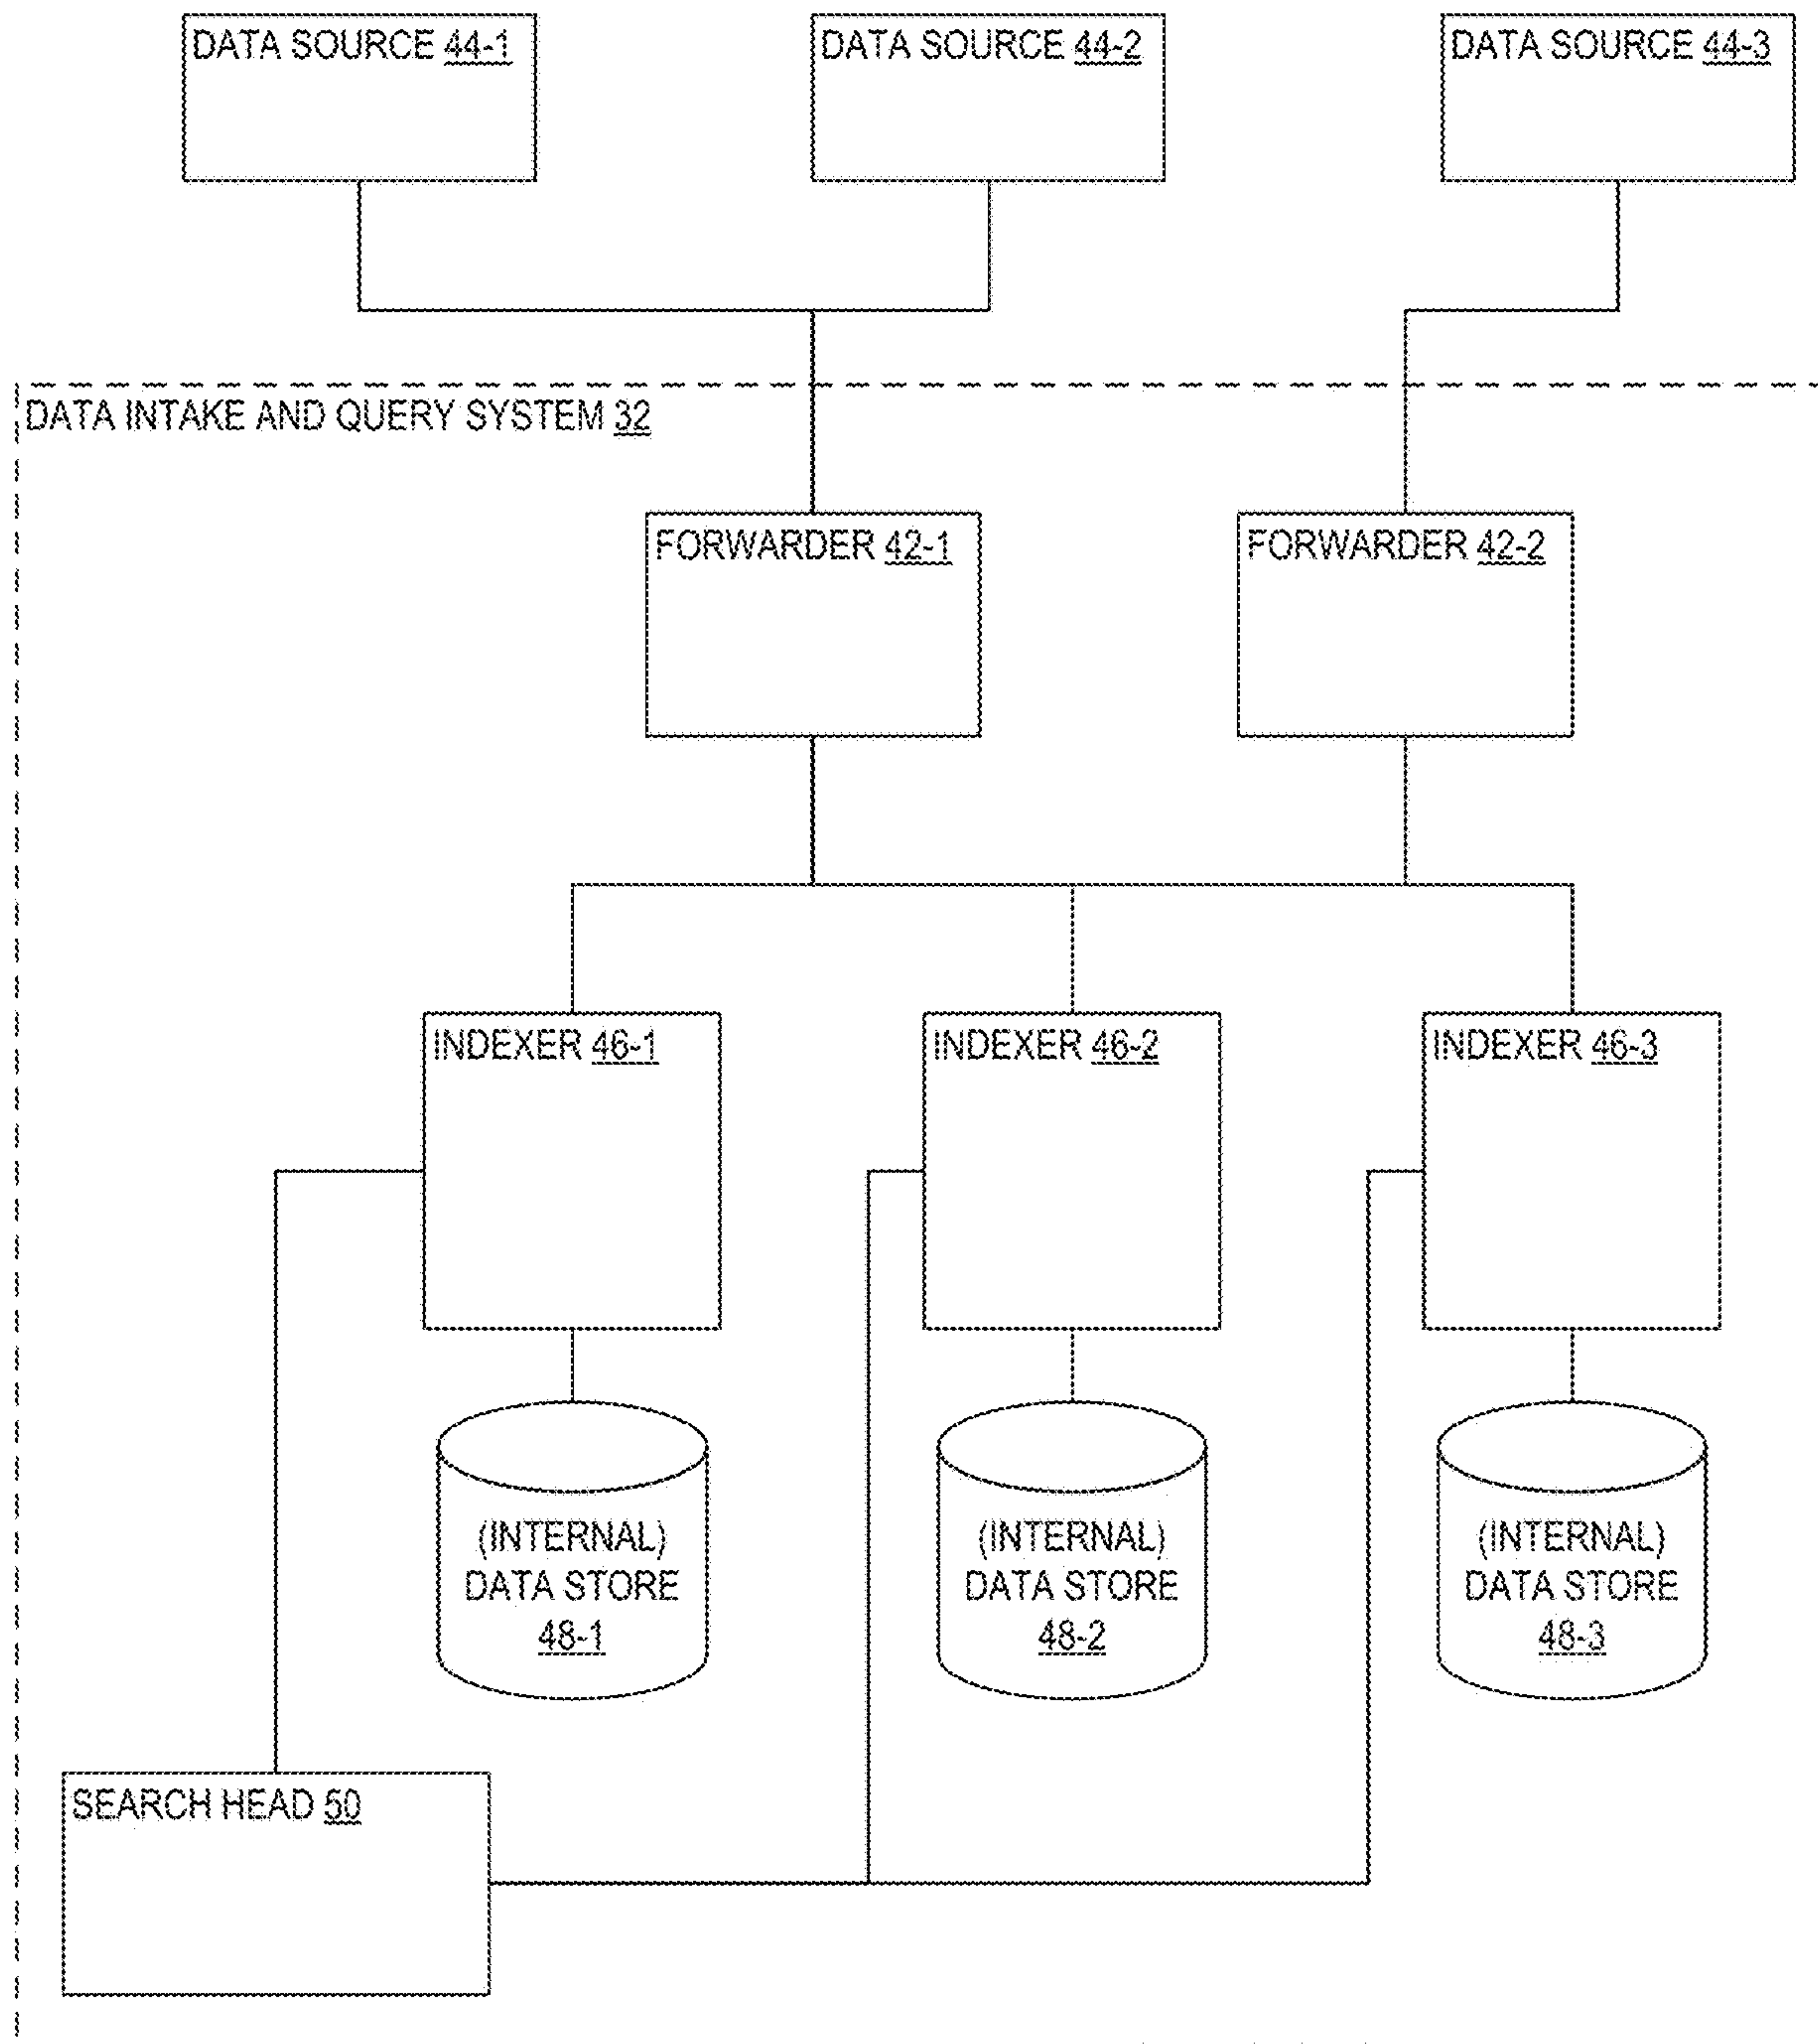 DATA SOURCE 44-1
DATA SOURCE 44-2
DATA SOURCE 44-3
DATA INTAKE AND QUERY SYSTEM 32
FORWARDER 42-1
FORWARDER 42-2
INDEXER 46-1
INDEXER 46-2
INDEXER 46-3
(INTERNAL)
DATA STORE
48-1
(INTERNAL)
DATA STORE
48-2
(INTERNAL)
DATA STORE
48-3
SEARCH HEAD 50